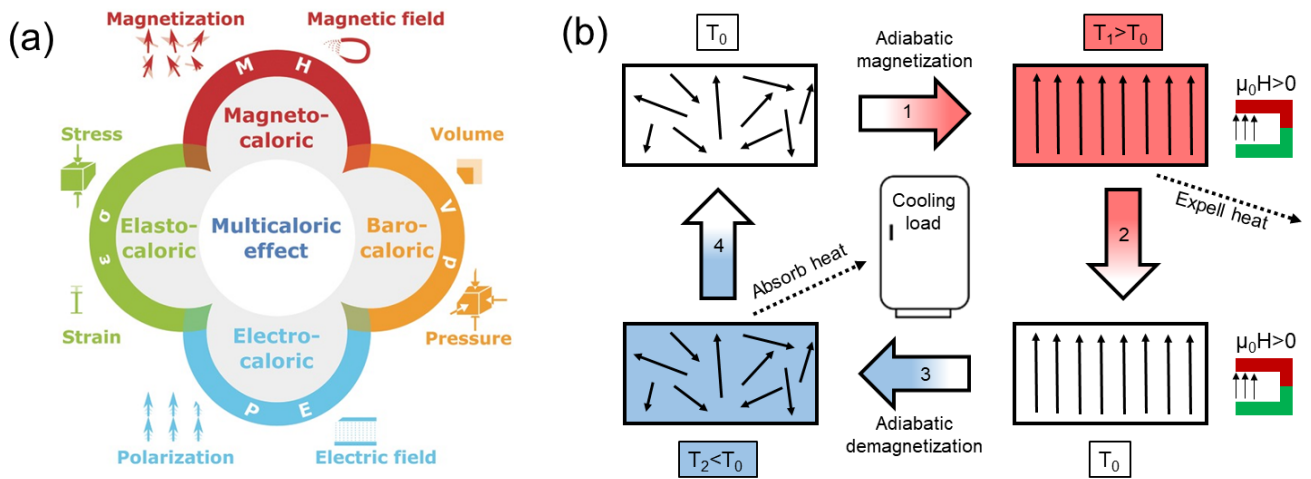 (a)
Magnetization
Magnetic field
M H
Magneto-
caloric
Stress
Volume
σ
ε
Elasto-
caloric
Multicaloric
effect
Baro-
caloric
V
p
Strain
Pressure
Electro-
caloric
P E
Polarization
Electric field
(b)
T₀
Adiabatic
magnetization
1
T₁>T₀
μ₀H>0
Expell heat
2
Cooling
load
4
Absorb heat
3
Adiabatic
demagnetization
T₂<T₀
T₀
μ₀H>0